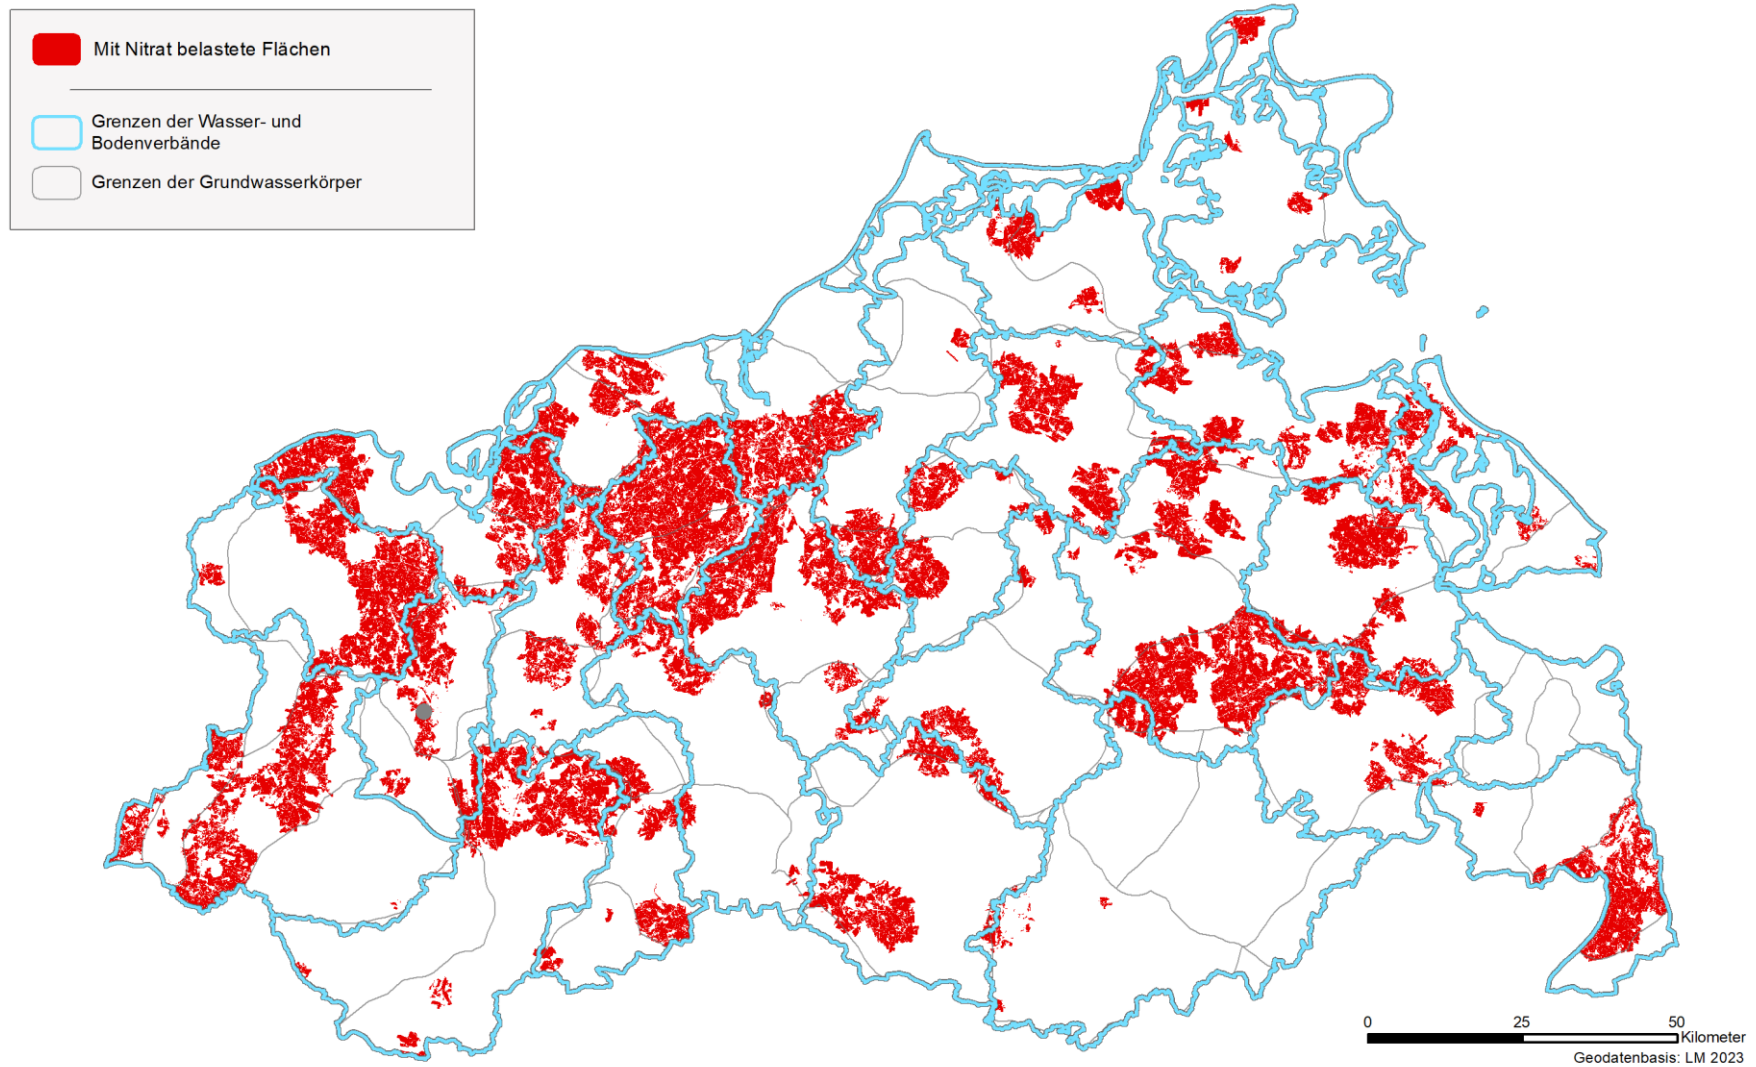 Mit Nitrat belastete Flächen
Grenzen der Wasser- und
Bodenverbände
Grenzen der Grundwasserkörper
0 25 50
Kilometer
Geodatenbasis: LM 2023